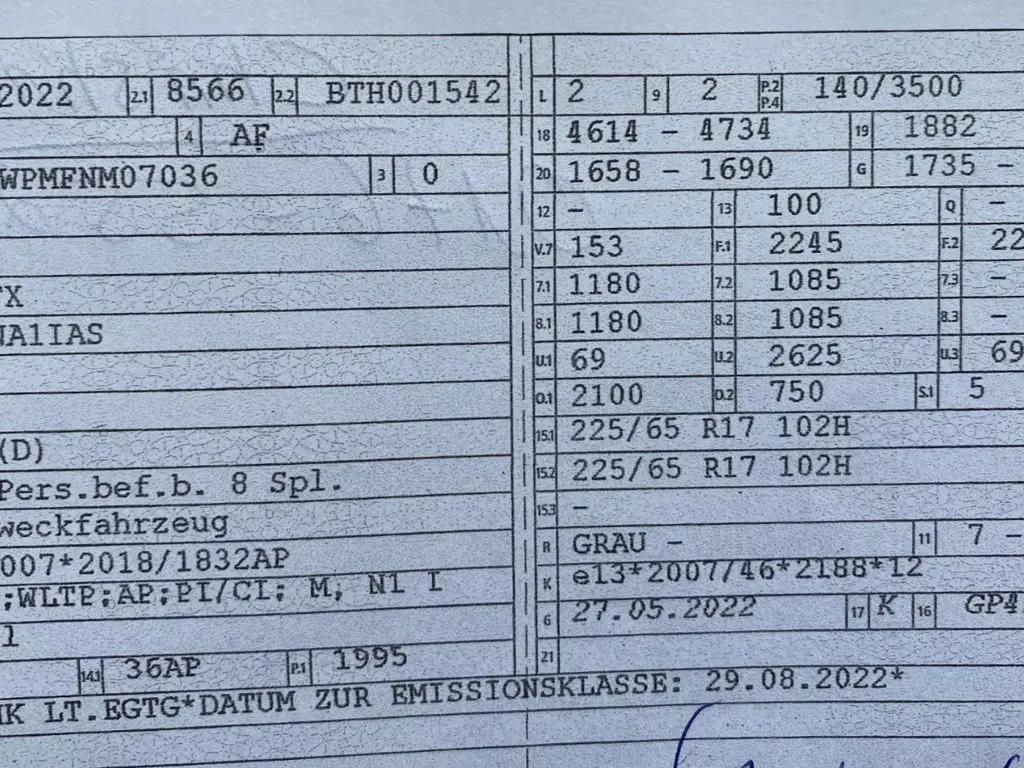 2022 2.1 8566 2.2 BTH001542
4 AF
WPMFNM07036 3 0
TX
NA1IAS
(D)
Pers.bef.b. 8 Spl.
weckfahrzeug
007*2018/1832AP
;WLTP;AP;PI/CI; M, N1 I
1
14.1 36AP P.1 1995
MK LT.EGTG*DATUM ZUR EMISSIONSKLASSE: 29.08.2022*
L 2 9 2 P.2 P.4 140/3500
18 4614 - 4734 19 1882
20 1658 - 1690 G 1735 -
12 - 13 100 Q -
V.7 153 F.1 2245 F.2 22
7.1 1180 7.2 1085 7.3 -
8.1 1180 8.2 1085 8.3 -
U.1 69 U.2 2625 U.3 69
O.1 2100 O.2 750 S.1 5
15.1 225/65 R17 102H
15.2 225/65 R17 102H
15.3 -
R GRAU - 11 7 -
K e13*2007/46*2188*12
6 27.05.2022 17 K 16 GP4
21